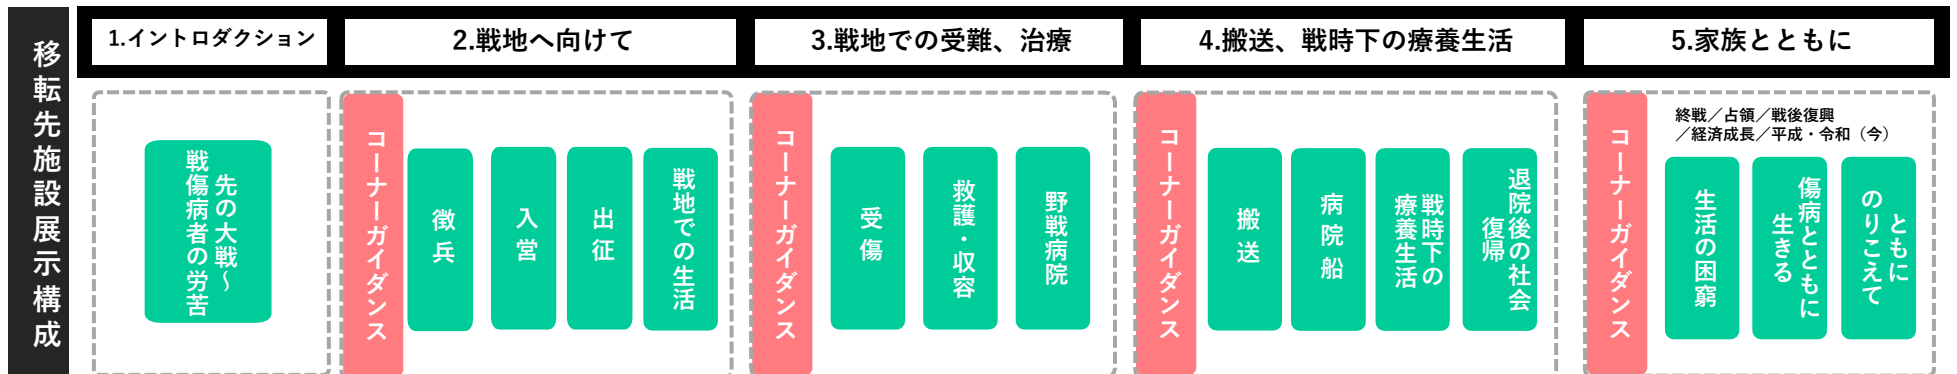 移転先施設展示構成
1.イントロダクション
先の大戦～
戦傷病者の労苦
2.戦地へ向けて
コーナーガイダンス
徴兵
入営
出征
戦地での生活
3.戦地での受難、治療
コーナーガイダンス
受傷
救護・収容
野戦病院
4.搬送、戦時下の療養生活
コーナーガイダンス
搬送
病院船
戦時下の
療養生活
退院後の社会
復帰
5.家族とともに
コーナーガイダンス
終戦／占領／戦後復興
／経済成長／平成・令和（今）
生活の困窮
傷病とともに
生きる
ともに
のりこえて